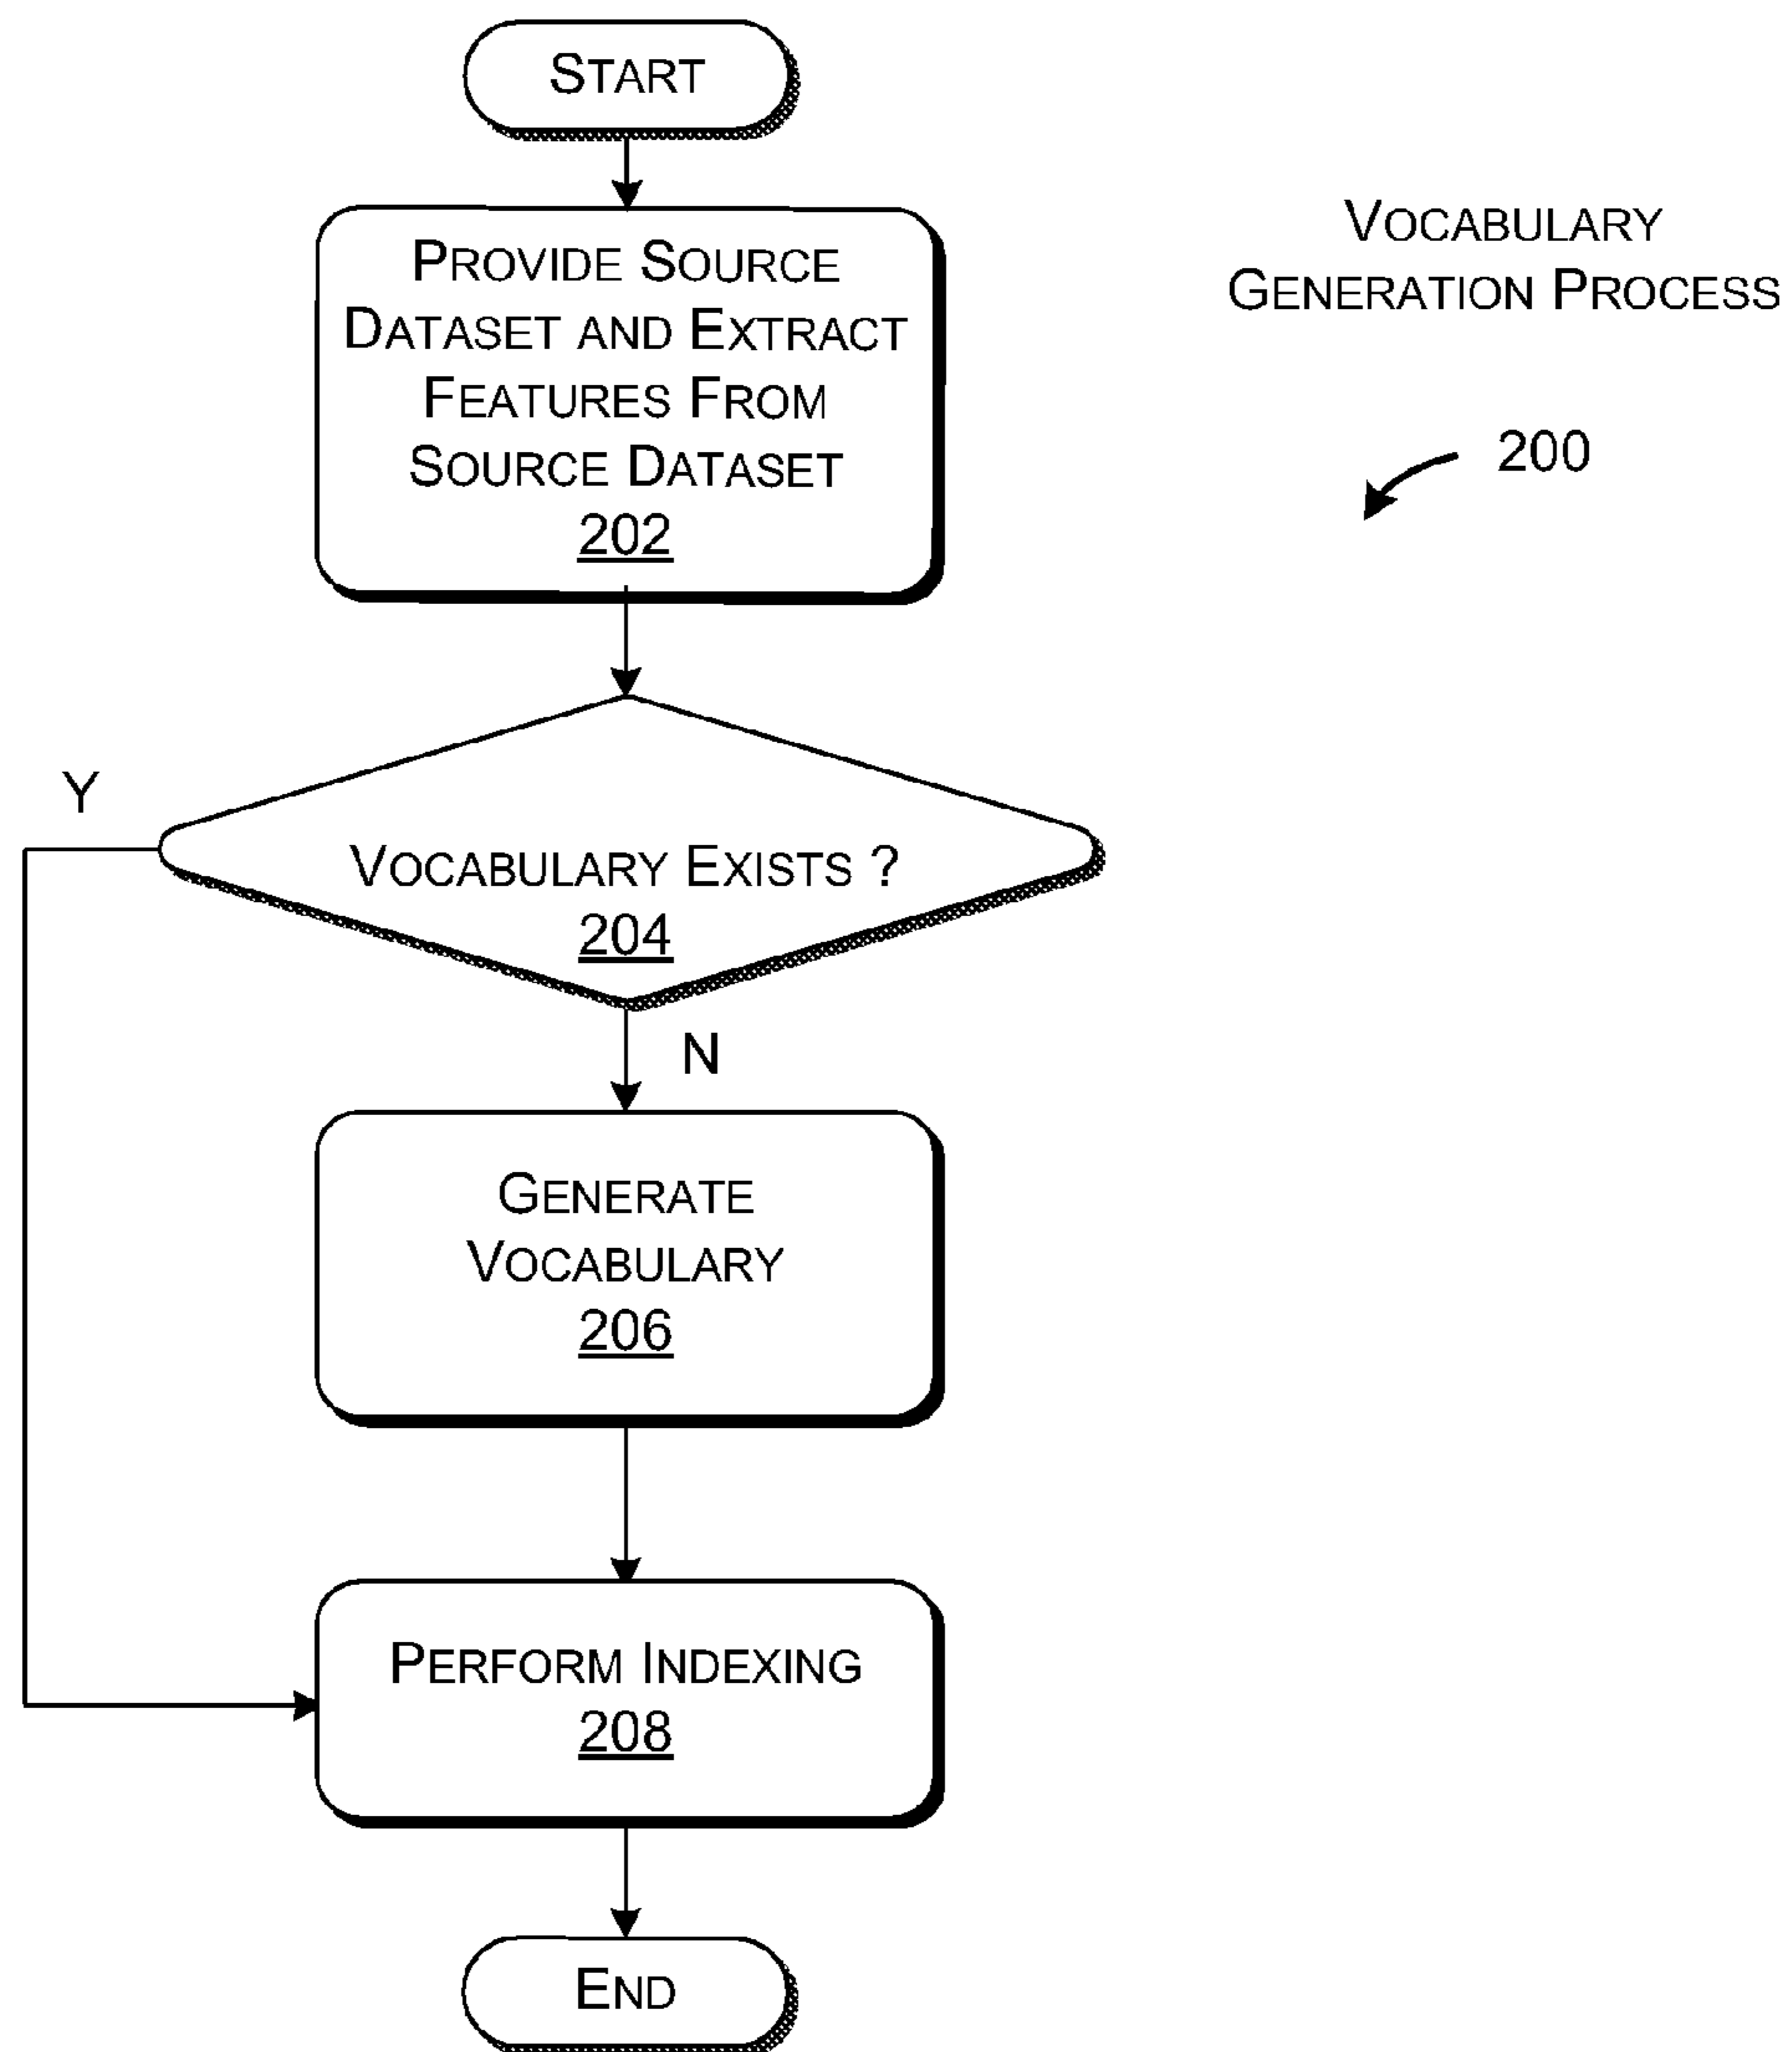 START
PROVIDE SOURCE
DATASET AND EXTRACT
FEATURES FROM
SOURCE DATASET
202
VOCABULARY
GENERATION PROCESS
200
Y
VOCABULARY EXISTS ?
204
N
GENERATE
VOCABULARY
206
PERFORM INDEXING
208
END